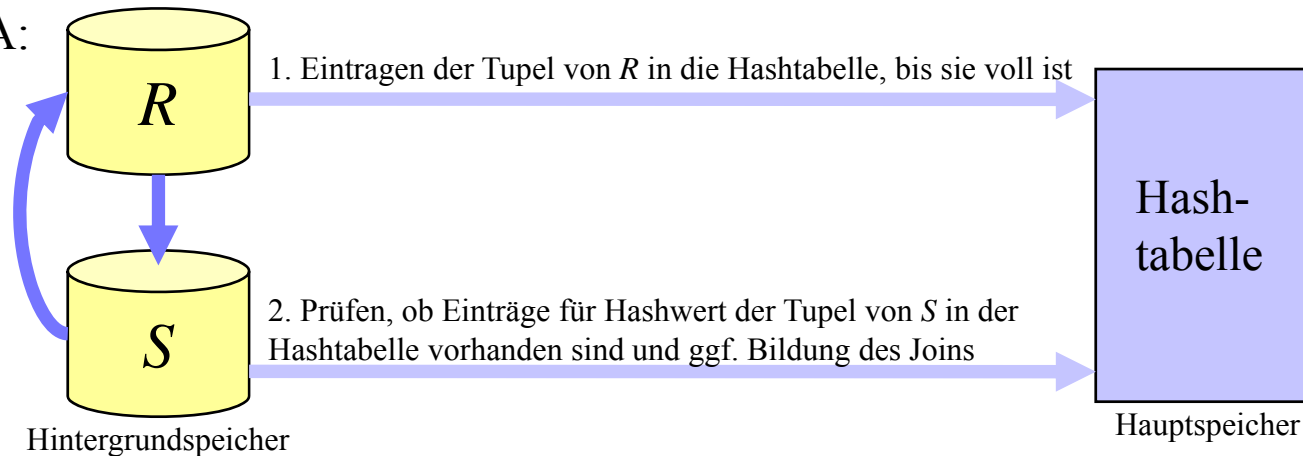 A:
1. Eintragen der Tupel von R in die Hashtabelle, bis sie voll ist
R
Hash-
tabelle
2. Prüfen, ob Einträge für Hashwert der Tupel von S in der
Hashtabelle vorhanden sind und ggf. Bildung des Joins
S
Hauptspeicher
Hintergrundspeicher